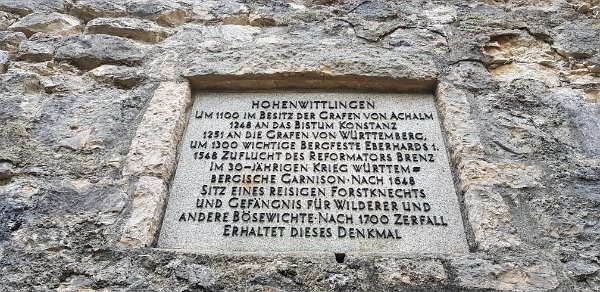 HOHENWITTLINGEN
UM 1100 IM BESITZ DER GRAFEN VON ACHALM
1248 AN DAS BISTUM KONSTANZ
1251 AN DIE GRAFEN VON WÜRTTEMBERG,
UM 1300 WICHTIGE BERGFESTE EBERHARDS 1.
1548 ZUFLUCHT DES REFORMATORS BRENZ
IM 30-JÄHRIGEN KRIEG WÜRTTEM=
BERGISCHE GARNISON·NACH 1648
SITZ EINES REISIGEN FORSTKNECHTS
UND GEFÄNGNIS FÜR WILDERER UND
ANDERE BÖSEWICHTE·NACH 1700 ZERFALL
ERHALTET DIESES DENKMAL